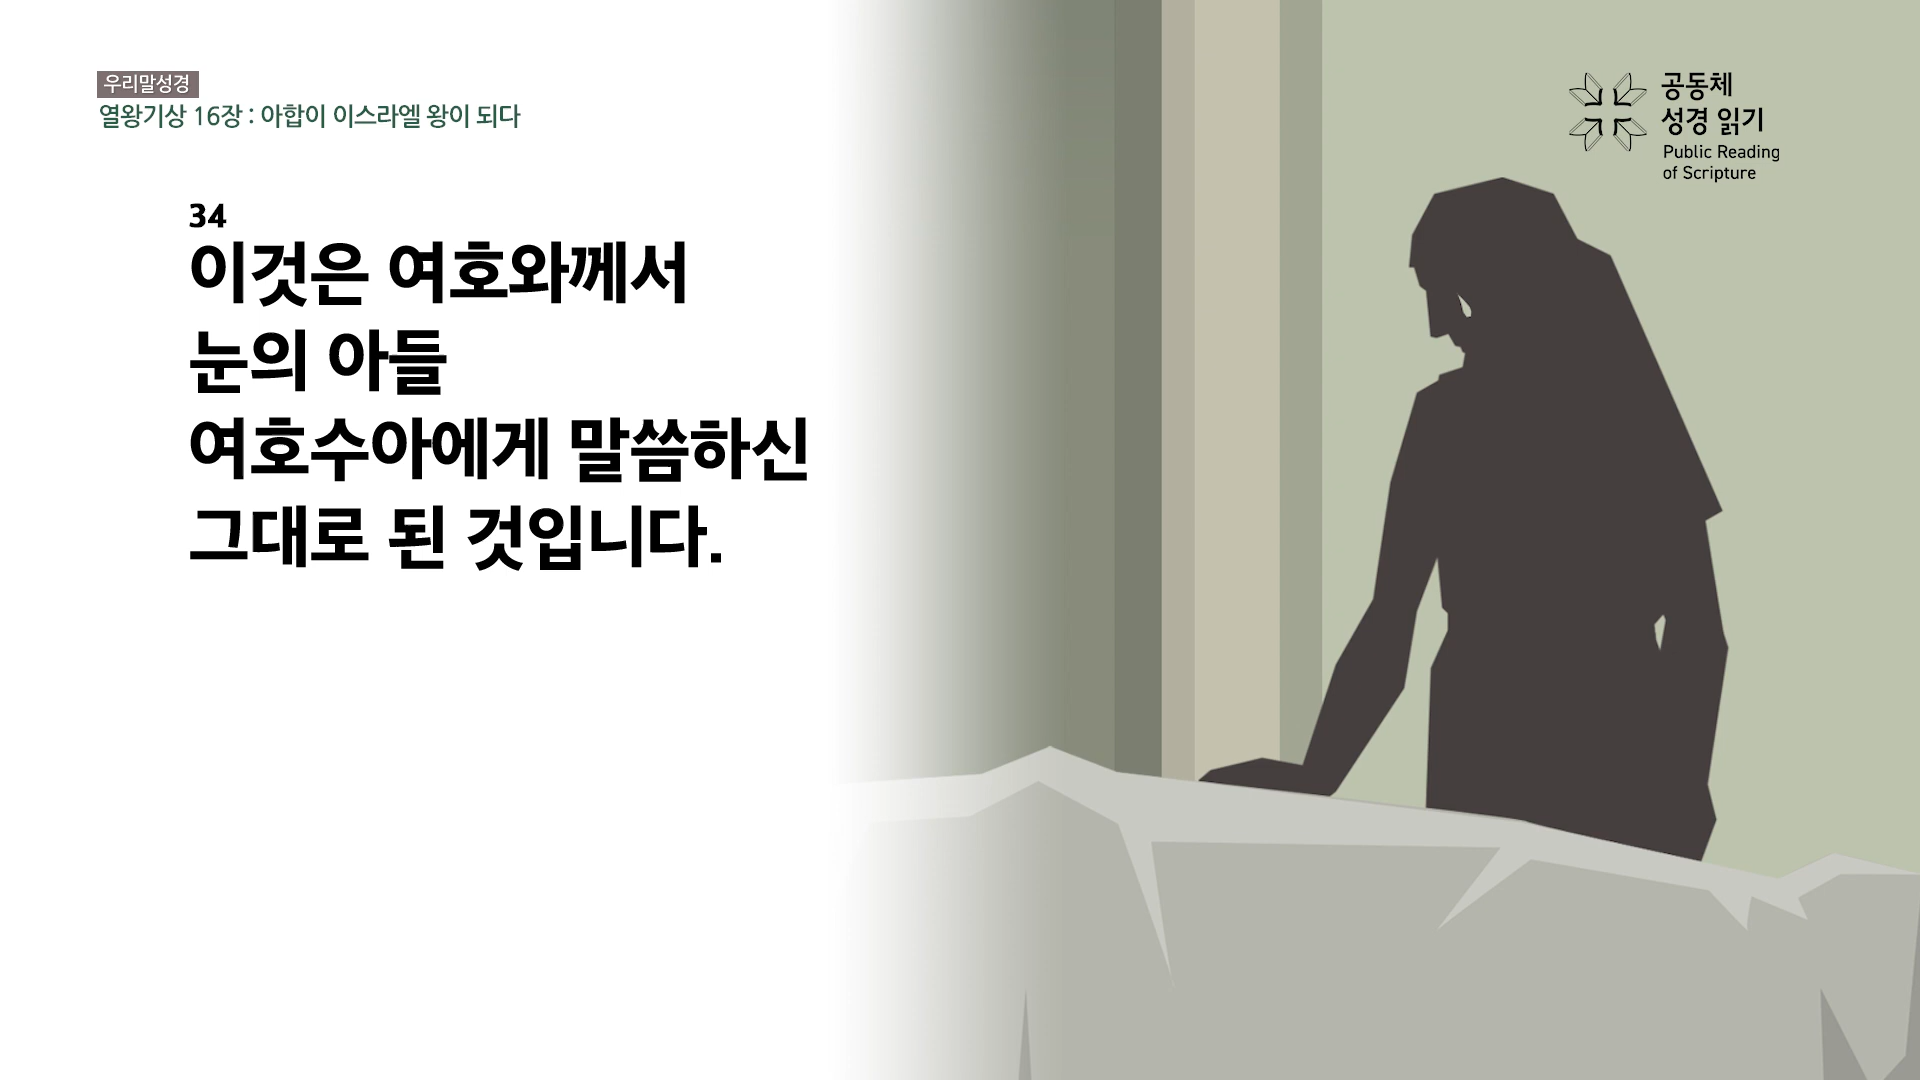 우리말성경
열왕기상 16장 : 아합이 이스라엘 왕이 되다
공동체
성경 읽기
Public Reading
of Scripture
34
이것은 여호와께서
눈의 아들
여호수아에게 말씀하신
그대로 된 것입니다.